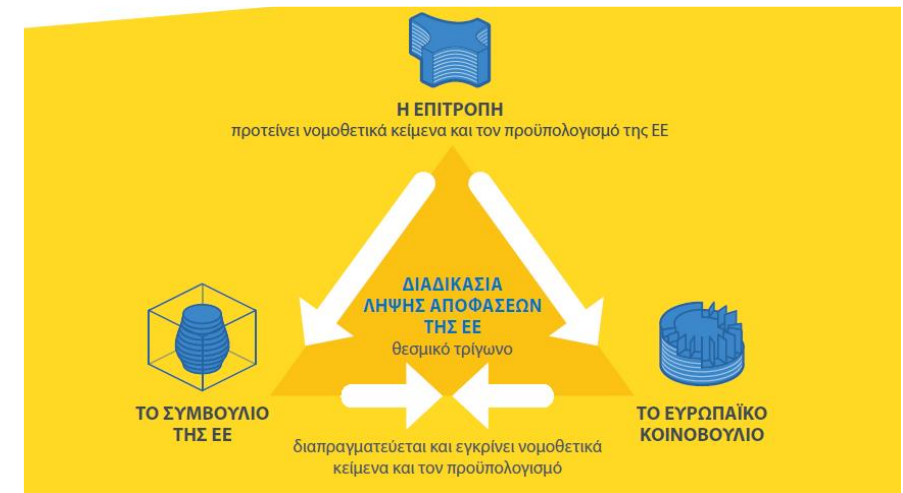 Η ΕΠΙΤΡΟΠΗ
προτείνει νομοθετικά κείμενα και τον προϋπολογισμό της ΕΕ
ΔΙΑΔΙΚΑΣΙΑ
ΛΗΨΗΣ ΑΠΟΦΑΣΕΩΝ
ΤΗΣ ΕΕ
θεσμικό τρίγωνο
ΤΟ ΣΥΜΒΟΥΛΙΟ
ΤΗΣ ΕΕ
ΤΟ ΕΥΡΩΠΑΪΚΟ
ΚΟΙΝΟΒΟΥΛΙΟ
διαπραγματεύεται και εγκρίνει νομοθετικά
κείμενα και τον προϋπολογισμό